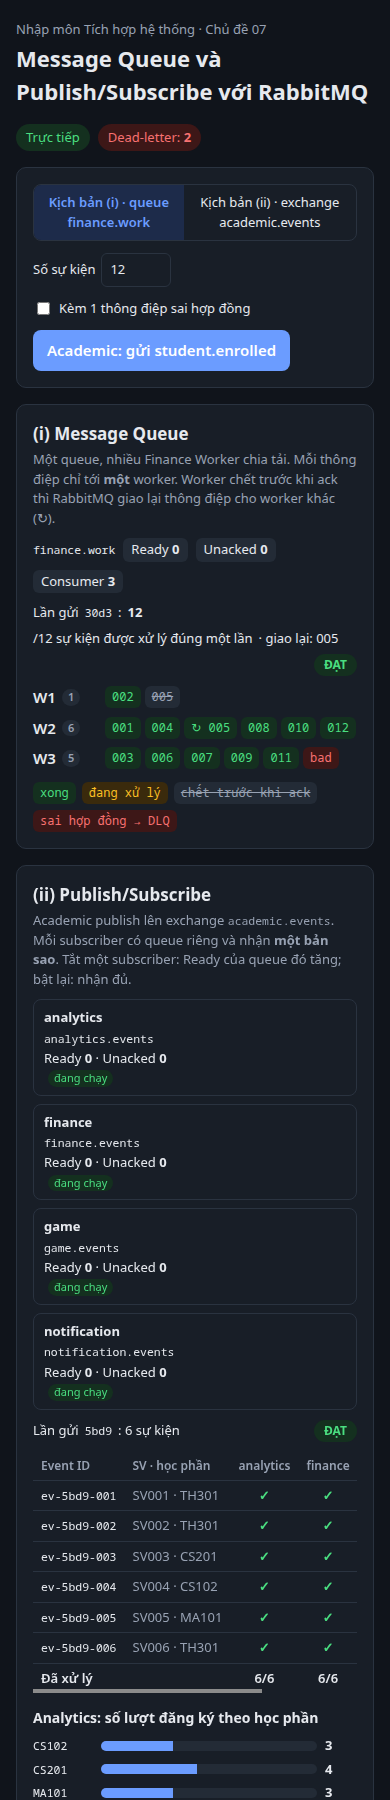 Nhập môn Tích hợp hệ thống · Chủ đề 07
Message Queue và
Publish/Subscribe với RabbitMQ
Trực tiếp Dead-letter: 2
Kịch bản (i) · queue
finance.work
Kịch bản (ii) · exchange
academic.events
Số sự kiện 12
Kèm 1 thông điệp sai hợp đồng
Academic: gửi student.enrolled
(i) Message Queue
Một queue, nhiều Finance Worker chia tải. Mỗi thông
điệp chỉ tới một worker. Worker chết trước khi ack
thì RabbitMQ giao lại thông điệp cho worker khác
(↻).
finance.work Ready 0 Unacked 0
Consumer 3
Lần gửi 30d3 : 12
/12 sự kiện được xử lý đúng một lần · giao lại: 005
ĐẠT
W1 1 002 005
W2 6 001 004 ↻ 005 008 010 012
W3 5 003 006 007 009 011 bad
xong đang xử lý chết trước khi ack
sai hợp đồng → DLQ
(ii) Publish/Subscribe
Academic publish lên exchange academic.events.
Mỗi subscriber có queue riêng và nhận một bản
sao. Tắt một subscriber: Ready của queue đó tăng;
bật lại: nhận đủ.
analytics
analytics.events
Ready 0 · Unacked 0
đang chạy
finance
finance.events
Ready 0 · Unacked 0
đang chạy
game
game.events
Ready 0 · Unacked 0
đang chạy
notification
notification.events
Ready 0 · Unacked 0
đang chạy
Lần gửi 5bd9 : 6 sự kiện ĐẠT
Event ID SV · học phần analytics finance
ev-5bd9-001 SV001 · TH301 ✓ ✓
ev-5bd9-002 SV002 · TH301 ✓ ✓
ev-5bd9-003 SV003 · CS201 ✓ ✓
ev-5bd9-004 SV004 · CS102 ✓ ✓
ev-5bd9-005 SV005 · MA101 ✓ ✓
ev-5bd9-006 SV006 · TH301 ✓ ✓
Đã xử lý 6/6 6/6
Analytics: số lượt đăng ký theo học phần
CS102 3
CS201 4
MA101 3